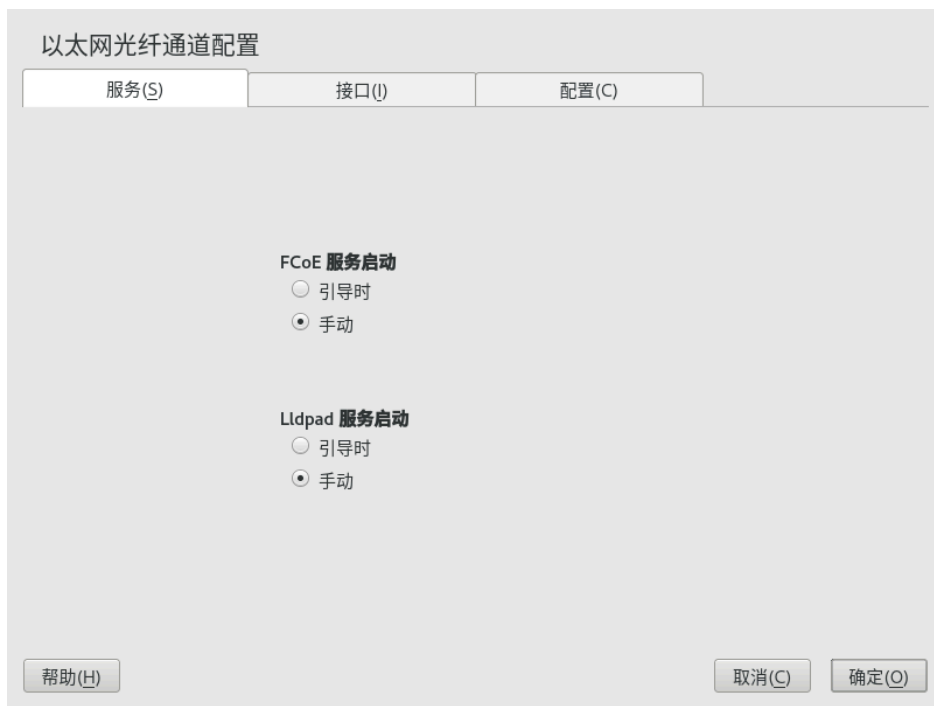 以太网光纤通道配置
服务(S) 接口(I) 配置(C)
FCoE 服务启动
引导时
手动
Lldpad 服务启动
引导时
手动
帮助(H) 取消(C) 确定(O)